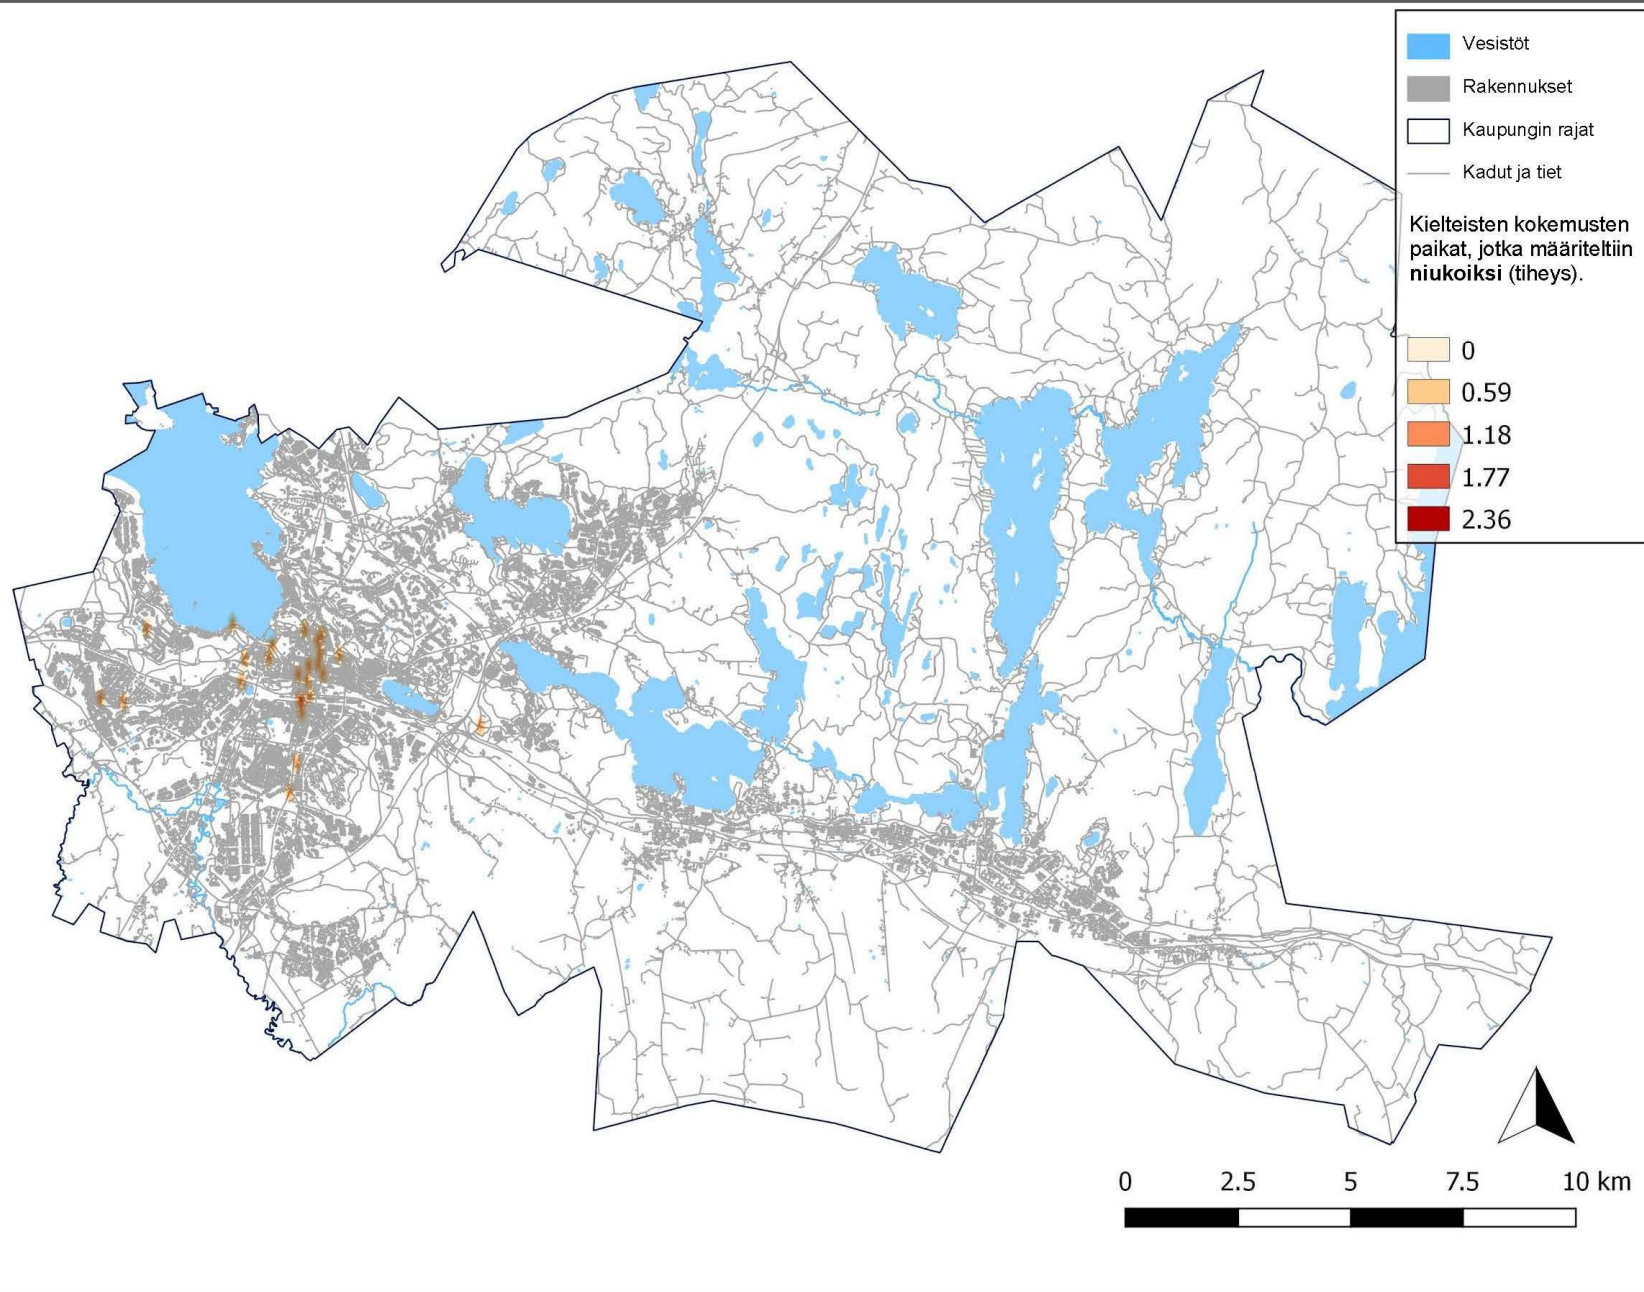 Vesistöt
Rakennukset
Kaupungin rajat
Kadut ja tiet
Kielteisten kokemusten
paikat, jotka määriteltiin
niukoiksi (tiheys).
0
0.59
1.18
1.77
2.36
0 2.5 5 7.5 10 km